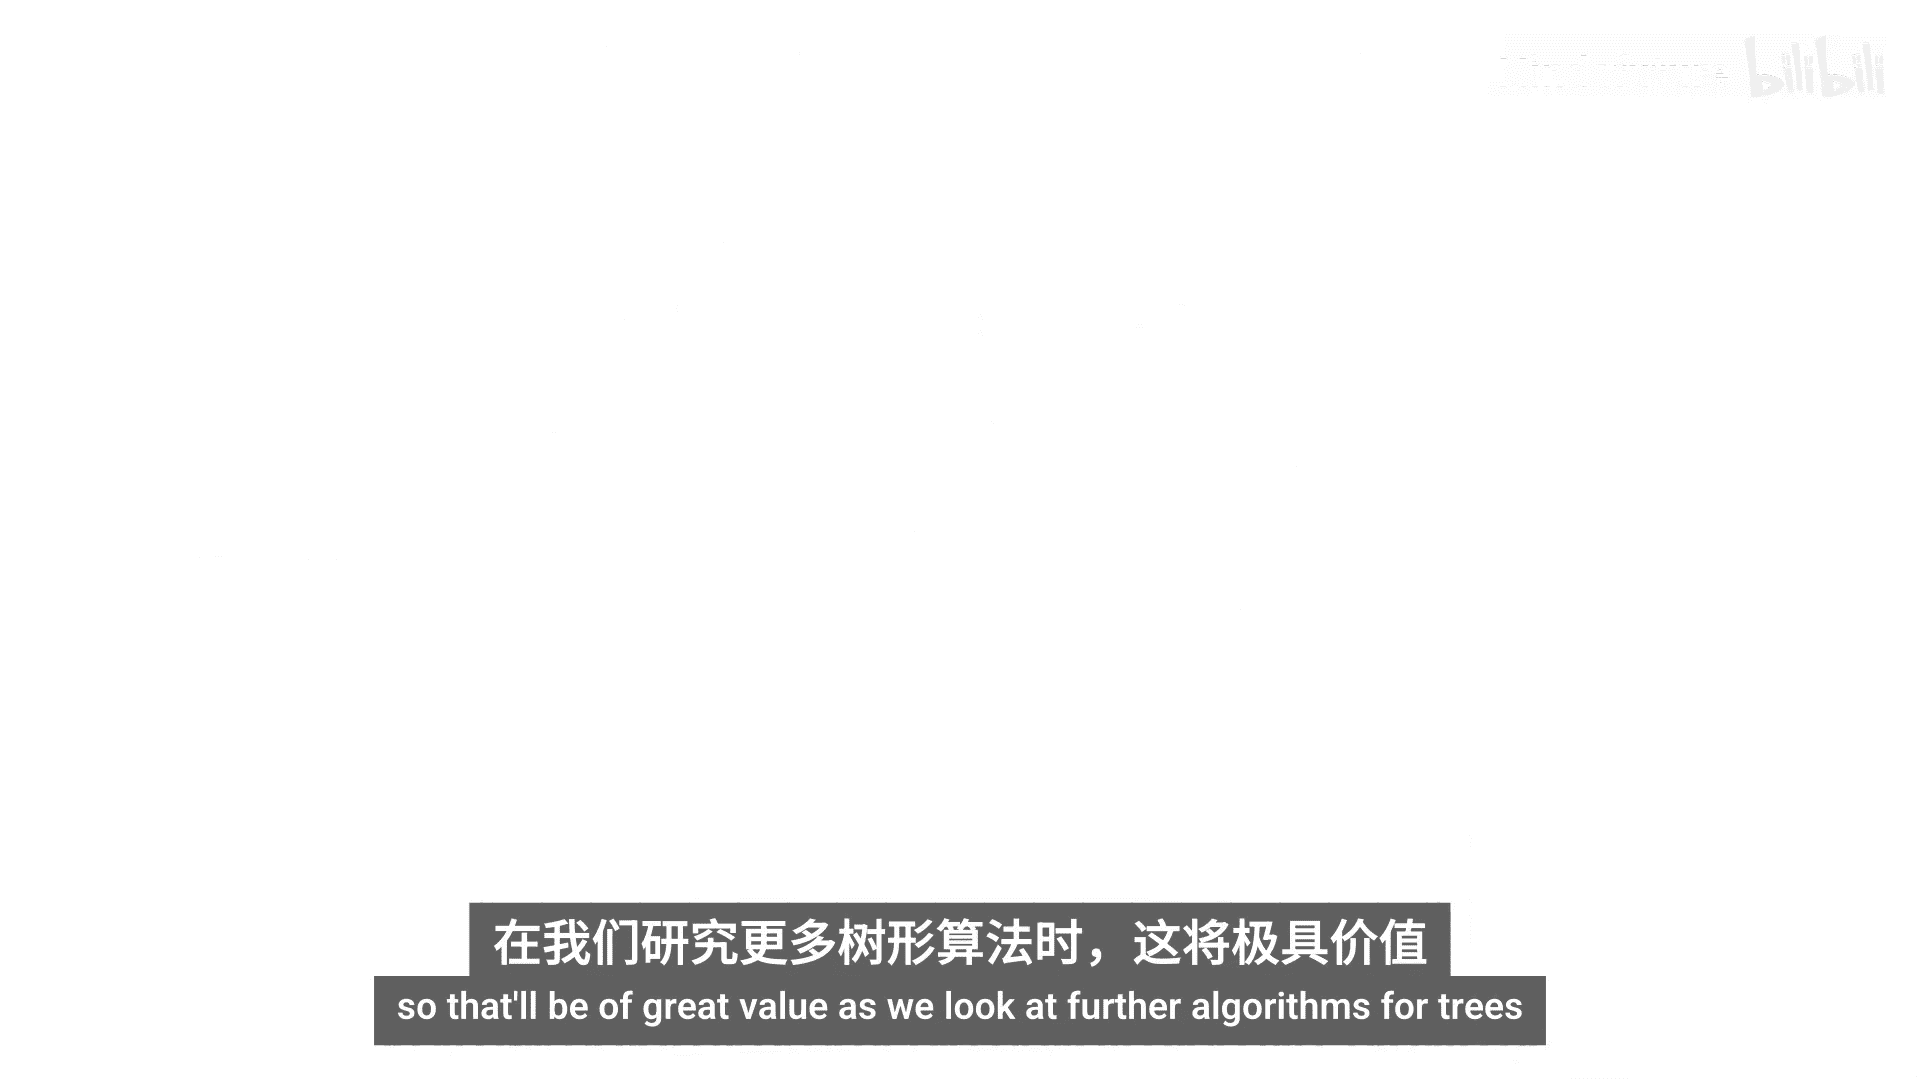 bilibili
在我们研究更多树形算法时，这将极具价值
so that'll be of great value as we look at further algorithms for trees